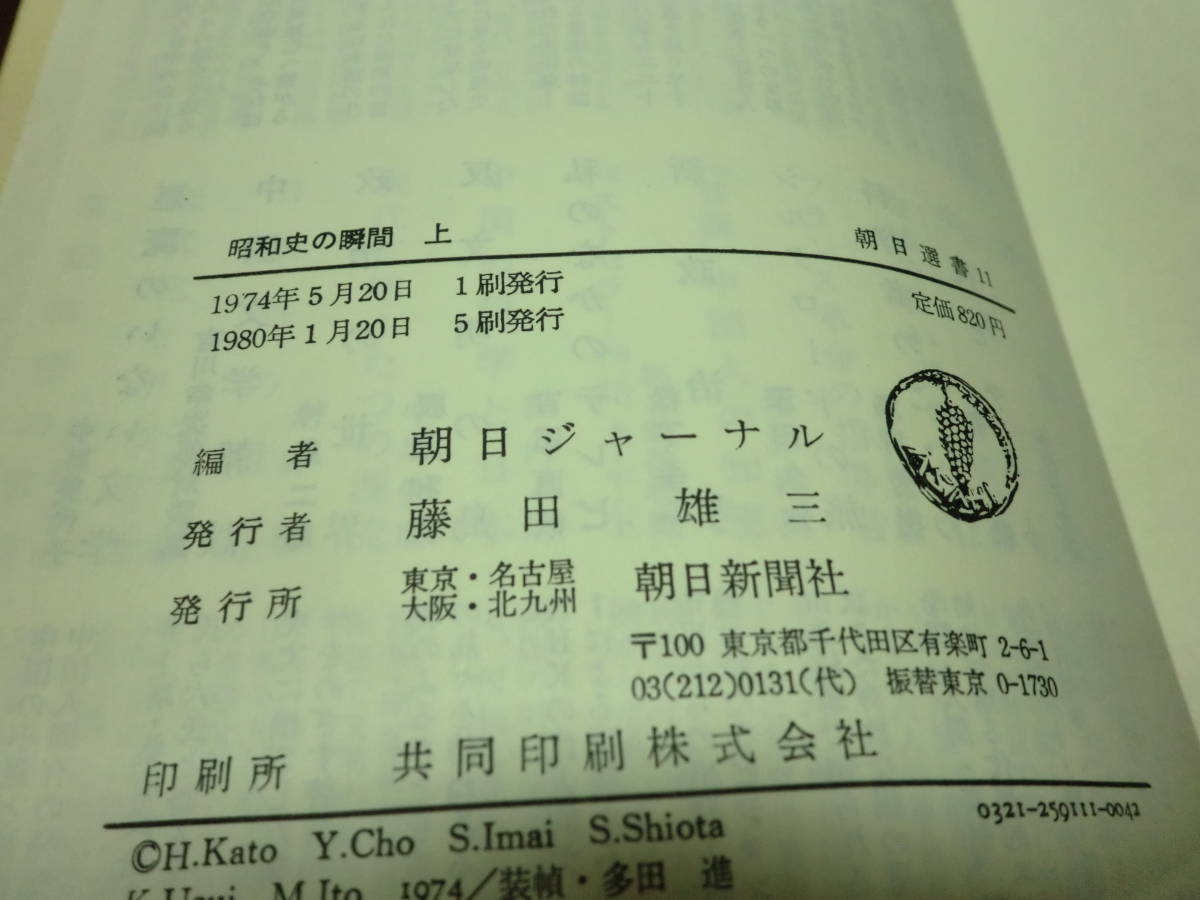 昭和史の瞬間 上
朝日選書 11
1974年5月20日 1刷発行
定価820円
1980年1月20日 5刷発行
編者 朝日ジャーナル
発行者 藤田雄三
発行所 東京・名古屋 大阪・北九州 朝日新聞社
〒100 東京都千代田区有楽町 2-6-1
03(212)0131(代) 振替東京 0-1730
印刷所 共同印刷株式会社
0321-259111-0042
©H.Kato Y.Cho S.Imai S.Shiota
K.Usui M.Ito 1974/装幀・多田 進